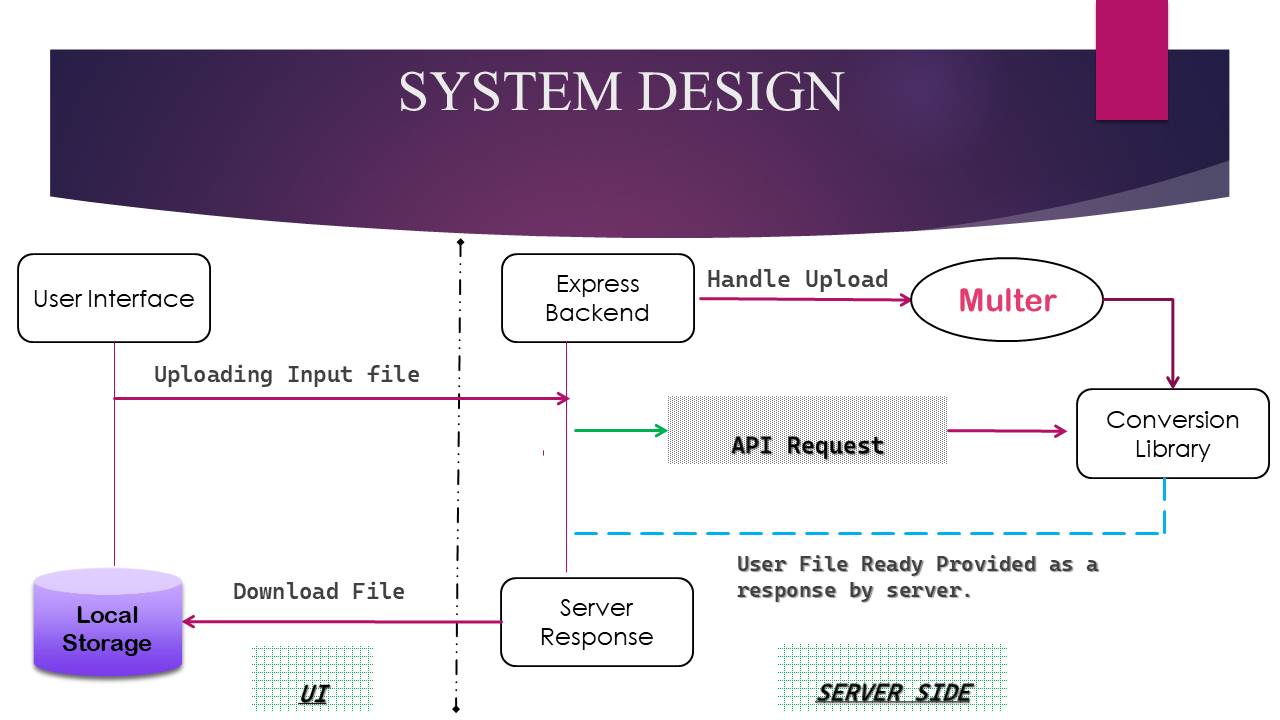 SYSTEM DESIGN
User Interface
Express
Backend
Handle Upload
Multer
Uploading Input file
API Request
Conversion
Library
User File Ready Provided as a
response by server.
Download File
Local
Storage
Server
Response
UI
SERVER SIDE